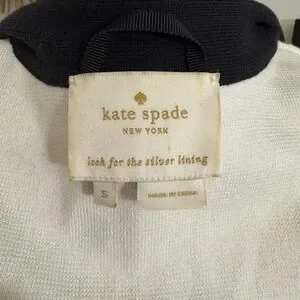 kate spade
NEW YORK
look for the silver lining
S
MADE IN CHINA